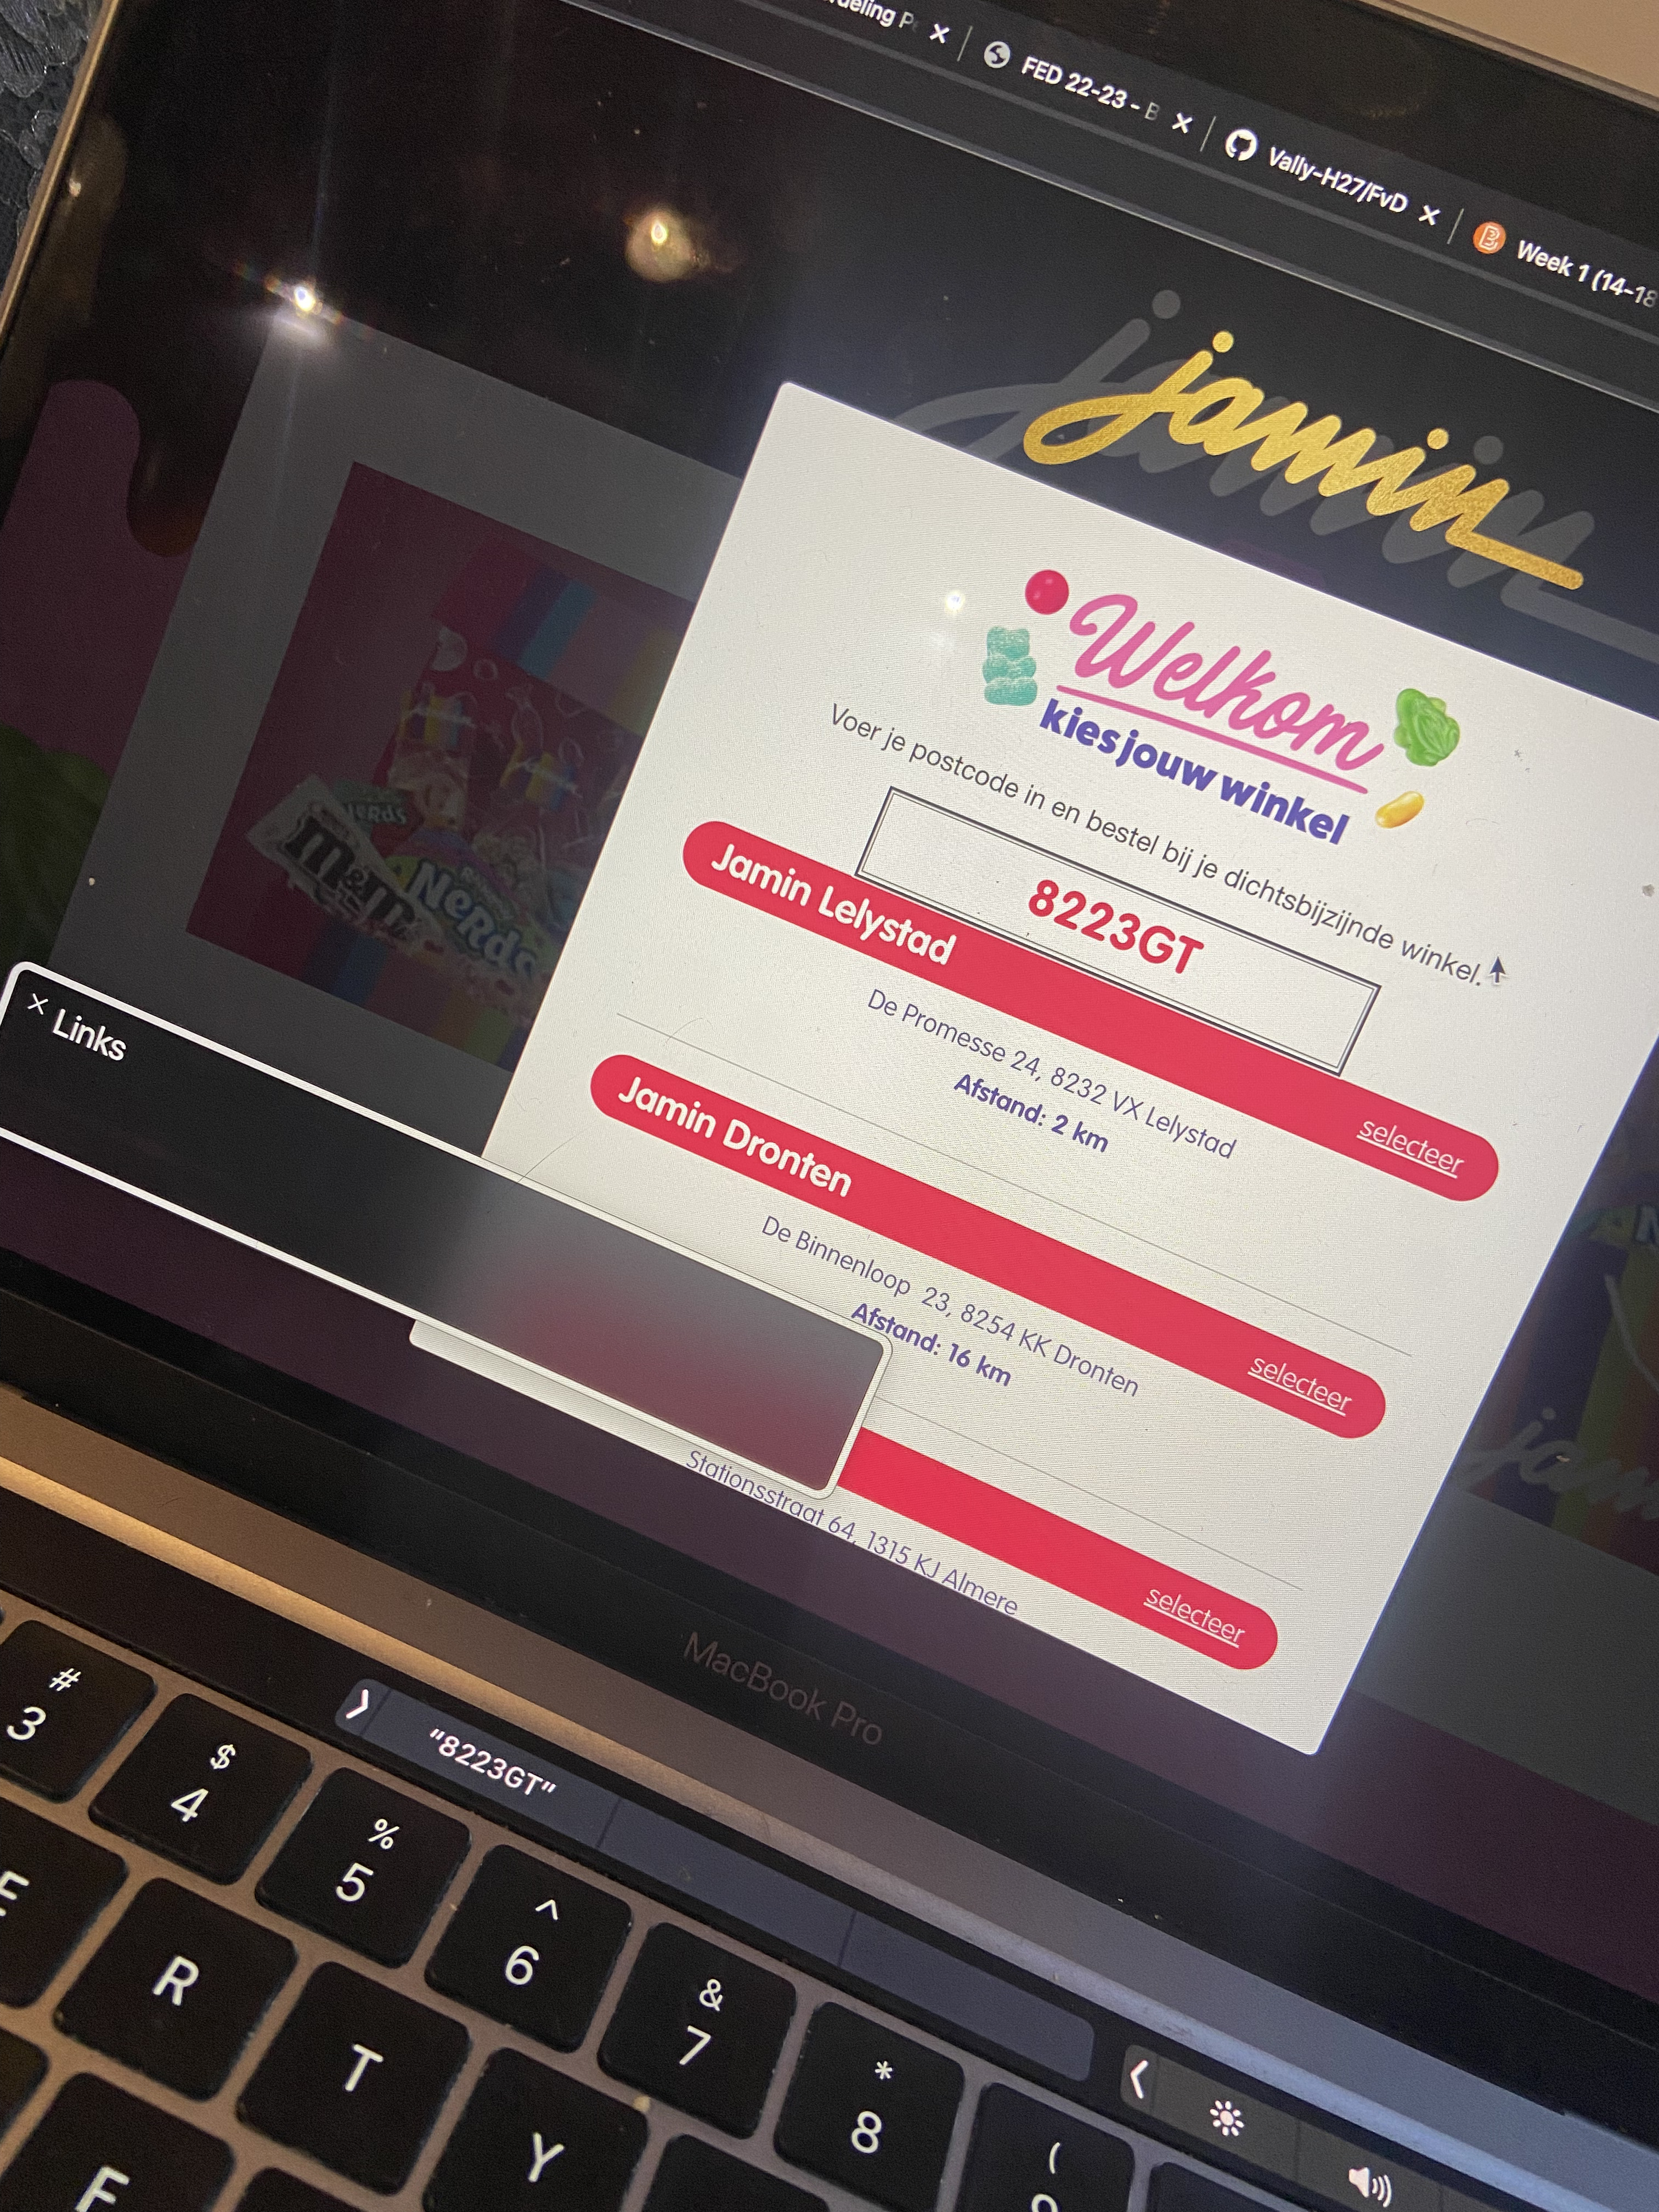 FED 22-23 - B
Vally-H27/FvD
Week 1 (14-18
jamin
Welkom
kies jouw winkel
Voer je postcode in en bestel bij je dichtsbijzijnde winkel.
8223GT
Jamin Lelystad
selecteer
De Promesse 24, 8232 VX Lelystad
Afstand: 2 km
Jamin Dronten
selecteer
De Binnenloop 23, 8254 KK Dronten
Afstand: 16 km
selecteer
Stationsstraat 64, 1315 KJ Almere
× Links
NeRds
m&m
NeRds
MacBook Pro
"8223GT"
# 3
$ 4
% 5
^ 6
& 7
* 8
(
E
R
T
Y
F